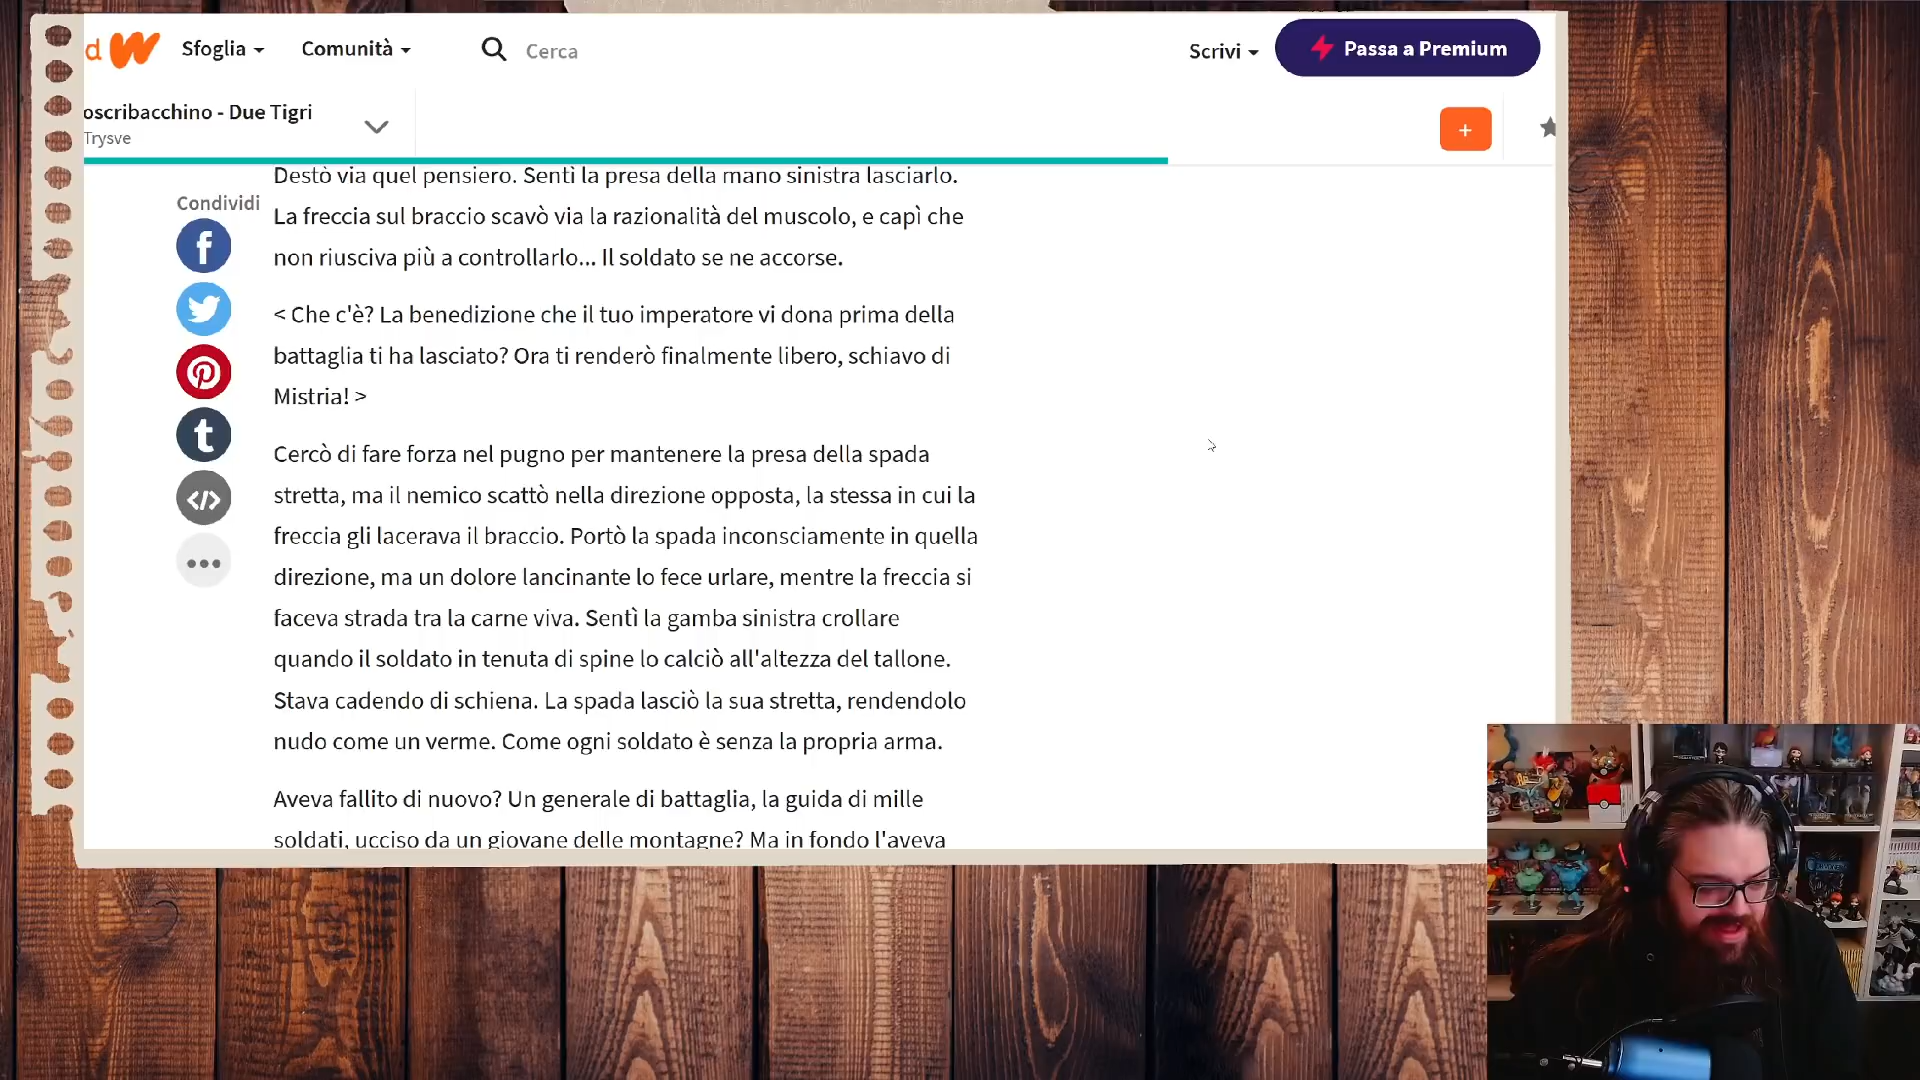 d
Sfoglia
Comunità
Cerca
Scrivi
Passa a Premium
oscribacchino - Due Tigri
Trysve
+
Condividi
Destò via quel pensiero. Sentì la presa della mano sinistra lasciarlo.
La freccia sul braccio scavò via la razionalità del muscolo, e capì che
non riusciva più a controllarlo... Il soldato se ne accorse.
< Che c'è? La benedizione che il tuo imperatore vi dona prima della
battaglia ti ha lasciato? Ora ti renderò finalmente libero, schiavo di
Mistria! >
Cercò di fare forza nel pugno per mantenere la presa della spada
stretta, ma il nemico scattò nella direzione opposta, la stessa in cui la
freccia gli lacerava il braccio. Portò la spada inconsciamente in quella
direzione, ma un dolore lancinante lo fece urlare, mentre la freccia si
faceva strada tra la carne viva. Sentì la gamba sinistra crollare
quando il soldato in tenuta di spine lo calciò all'altezza del tallone.
Stava cadendo di schiena. La spada lasciò la sua stretta, rendendolo
nudo come un verme. Come ogni soldato è senza la propria arma.
Aveva fallito di nuovo? Un generale di battaglia, la guida di mille
soldati, ucciso da un giovane delle montagne? Ma in fondo l'aveva